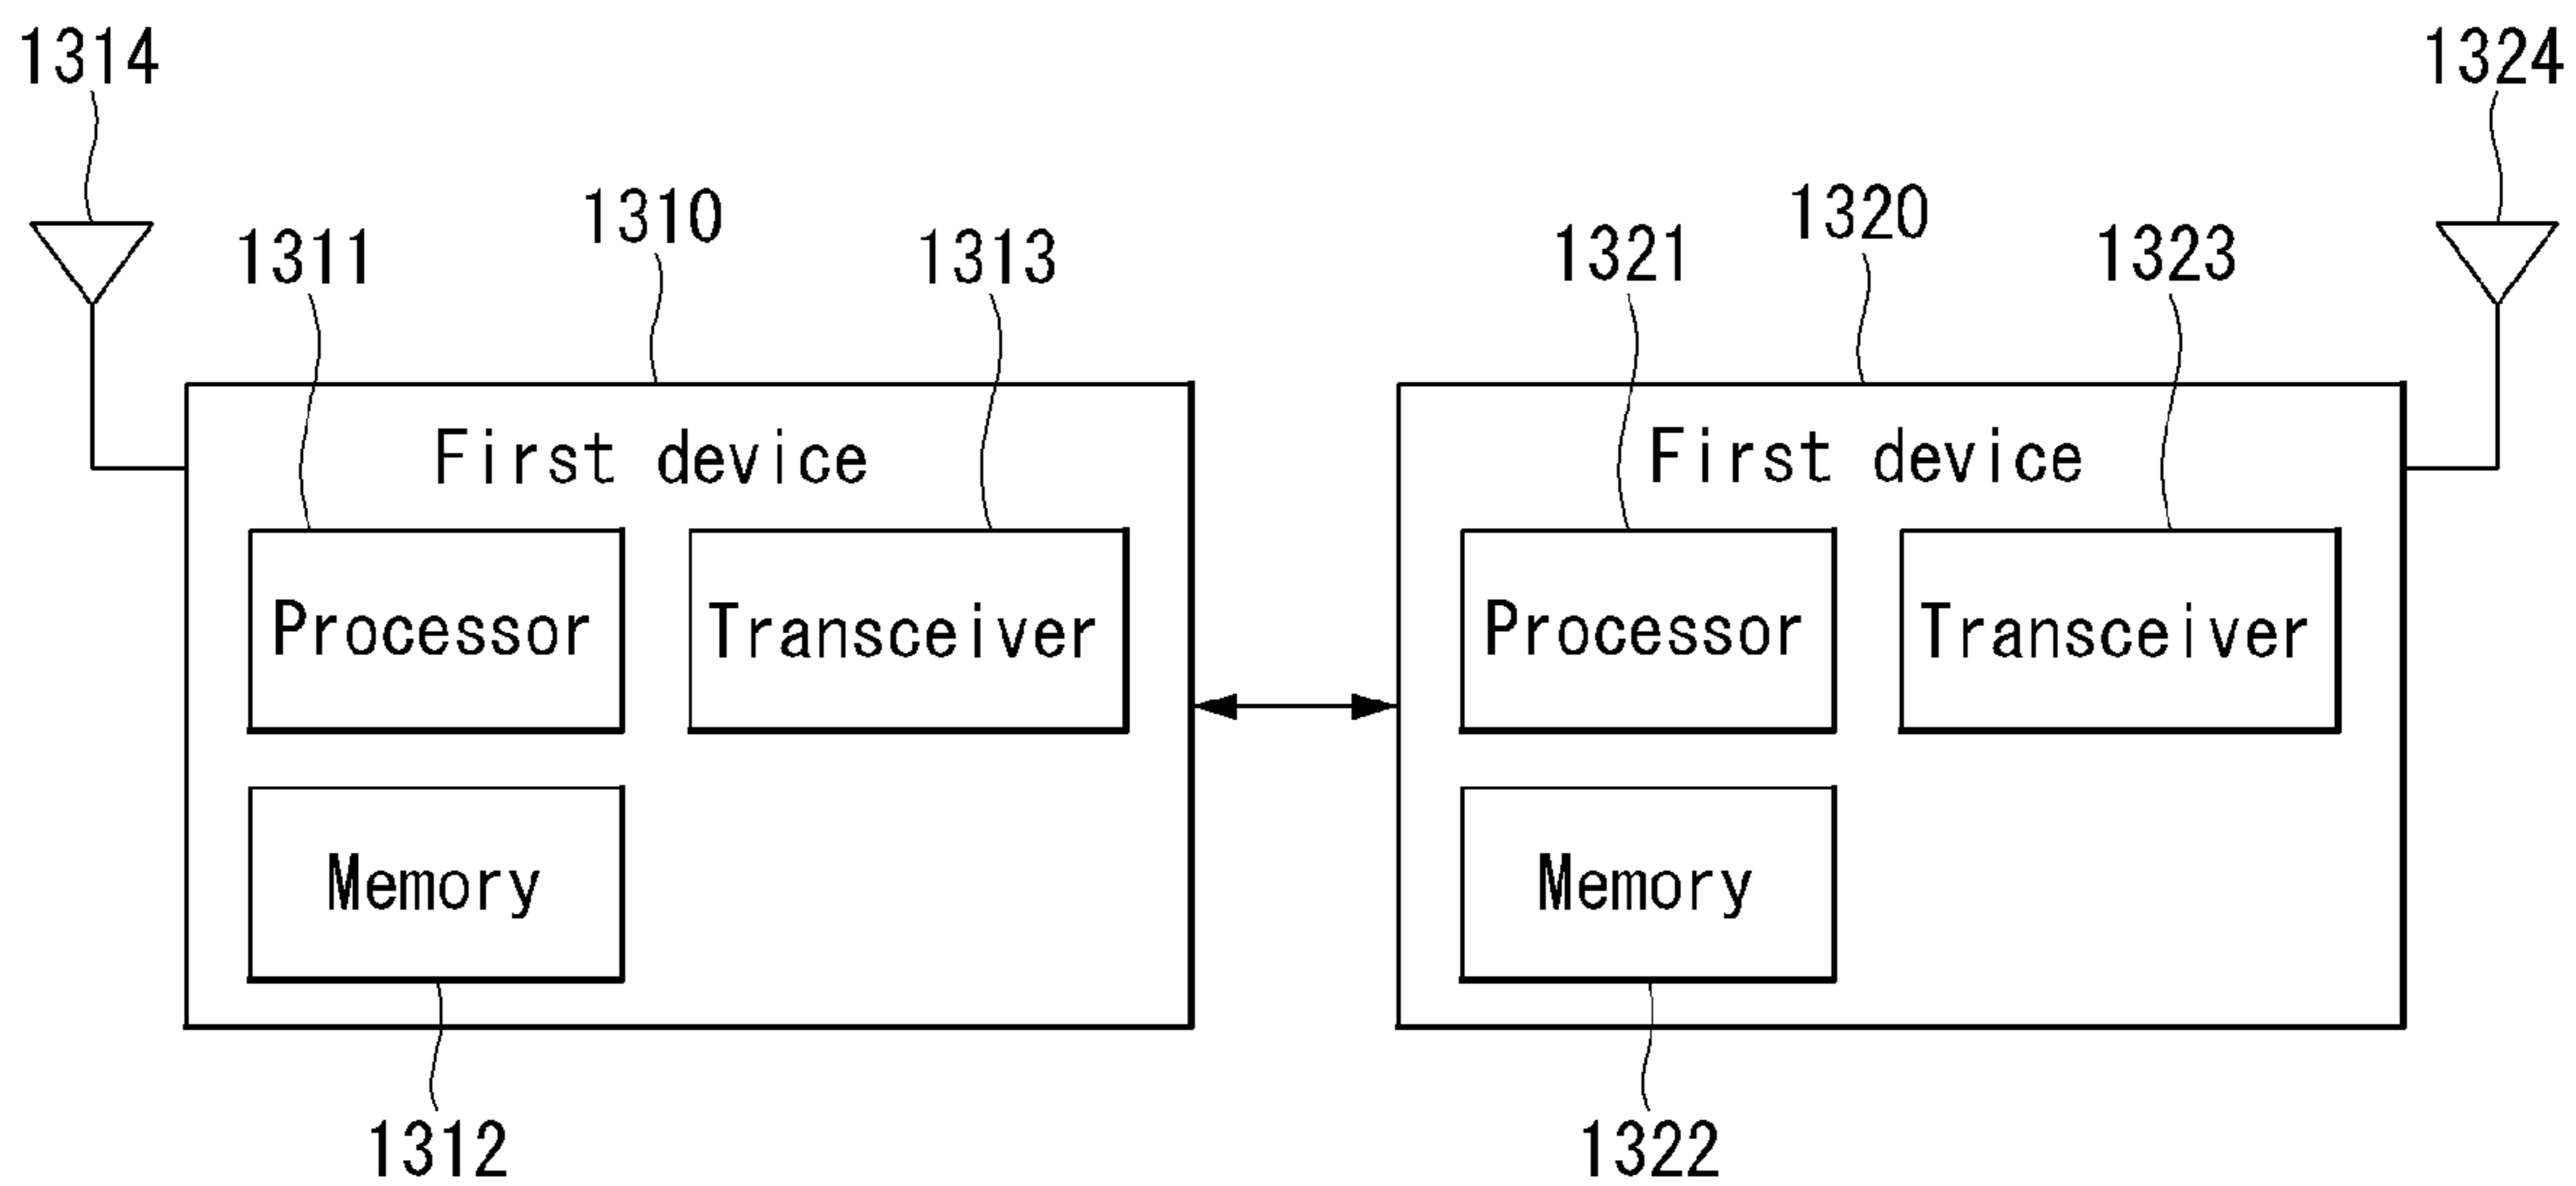 1314
1324
1310
1320
1311
1313
1321
1323
First device
First device
Processor
Transceiver
Processor
Transceiver
Memory
Memory
1312
1322